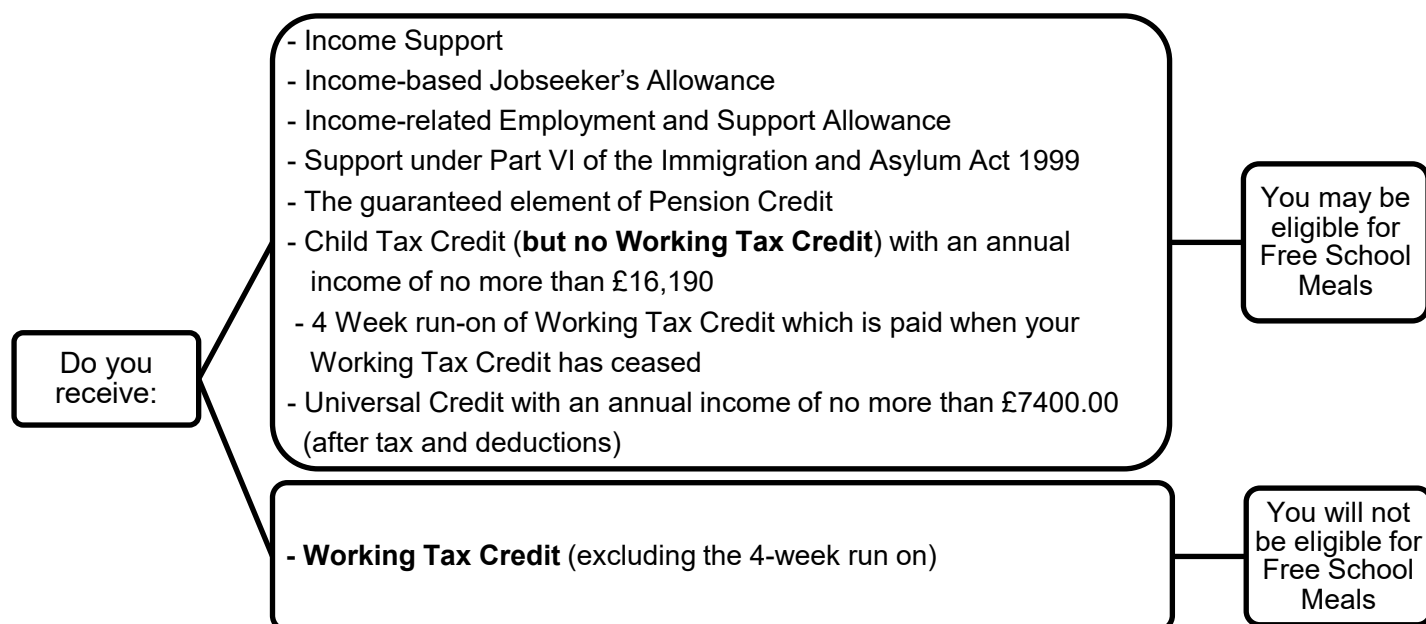 Do you
receive:
- Income Support
- Income-based Jobseeker’s Allowance
- Income-related Employment and Support Allowance
- Support under Part VI of the Immigration and Asylum Act 1999
- The guaranteed element of Pension Credit
- Child Tax Credit (but no Working Tax Credit) with an annual
income of no more than £16,190
- 4 Week run-on of Working Tax Credit which is paid when your
Working Tax Credit has ceased
- Universal Credit with an annual income of no more than £7400.00
(after tax and deductions)
You may be
eligible for
Free School
Meals
- Working Tax Credit (excluding the 4-week run on)
You will not
be eligible for
Free School
Meals